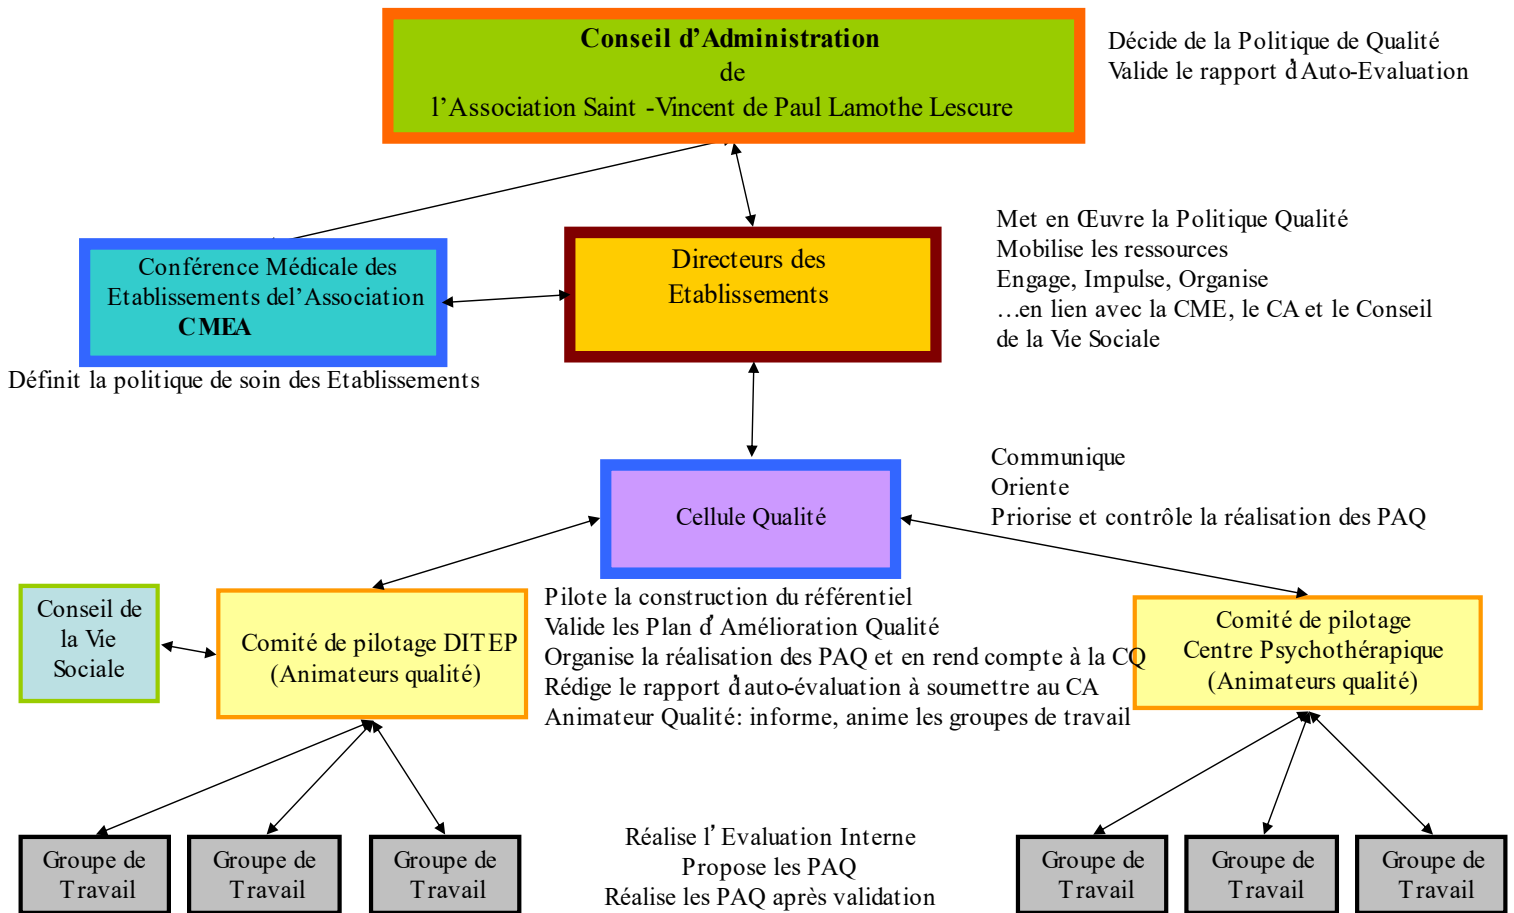 Conseil d'Administration
de
l'Association Saint -Vincent de Paul Lamothe Lescure
Décide de la Politique de Qualité
Valide le rapport d'Auto-Evaluation
Conférence Médicale des
Etablissements del'Association
CMEA
Définit la politique de soin des Etablissements
Directeurs des
Etablissements
Met en Œuvre la Politique Qualité
Mobilise les ressources
Engage, Impulse, Organise
…en lien avec la CME, le CA et le Conseil
de la Vie Sociale
Cellule Qualité
Communique
Oriente
Priorise et contrôle la réalisation des PAQ
Conseil de
la Vie
Sociale
Comité de pilotage DITEP
(Animateurs qualité)
Pilote la construction du référentiel
Valide les Plan d'Amélioration Qualité
Organise la réalisation des PAQ et en rend compte à la CQ
Rédige le rapport d'auto-évaluation à soumettre au CA
Animateur Qualité: informe, anime les groupes de travail
Comité de pilotage
Centre Psychothérapique
(Animateurs qualité)
Groupe de
Travail
Groupe de
Travail
Groupe de
Travail
Réalise l'Evaluation Interne
Propose les PAQ
Réalise les PAQ après validation
Groupe de
Travail
Groupe de
Travail
Groupe de
Travail